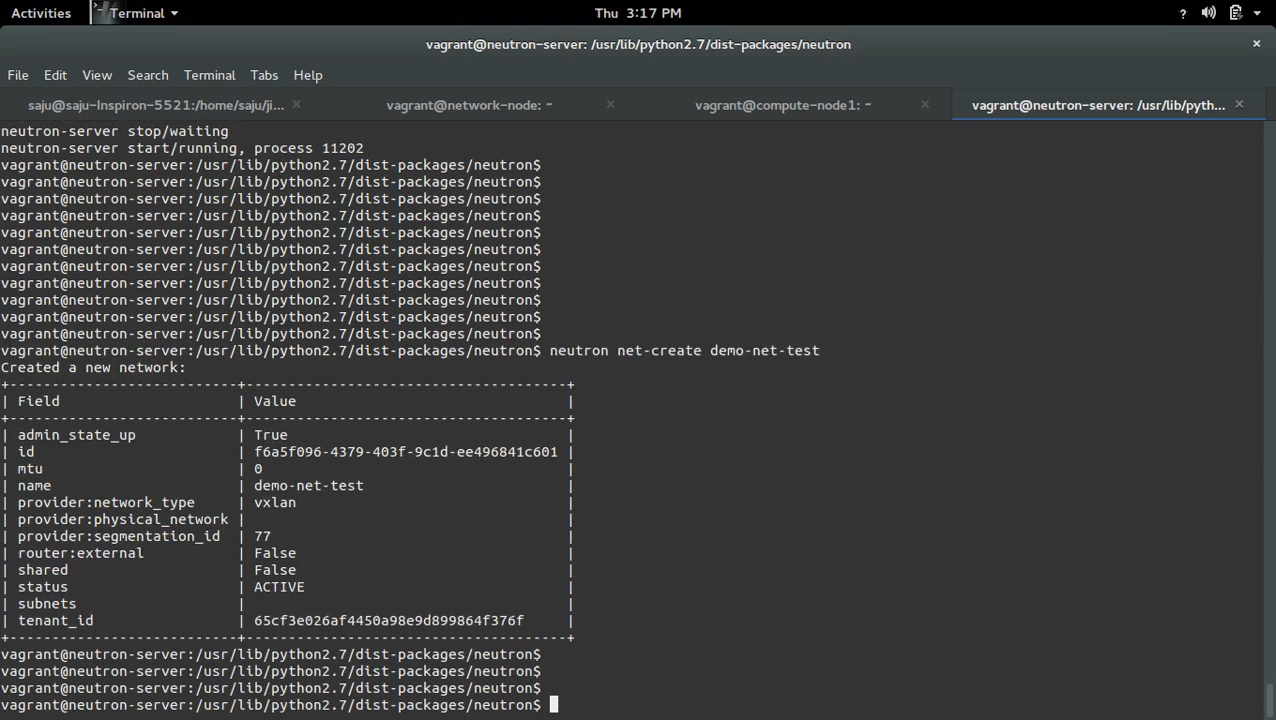 Activities Terminal Thu 3:17 PM ?
vagrant@neutron-server: /usr/lib/python2.7/dist-packages/neutron ×
File Edit View Search Terminal Tabs Help
saju@saju-Inspiron-5521:/home/saju/ji... × vagrant@network-node: ~ × vagrant@compute-node1: ~ × vagrant@neutron-server: /usr/lib/pyth... ×
neutron-server stop/waiting
neutron-server start/running, process 11202
vagrant@neutron-server:/usr/lib/python2.7/dist-packages/neutron$
vagrant@neutron-server:/usr/lib/python2.7/dist-packages/neutron$
vagrant@neutron-server:/usr/lib/python2.7/dist-packages/neutron$
vagrant@neutron-server:/usr/lib/python2.7/dist-packages/neutron$
vagrant@neutron-server:/usr/lib/python2.7/dist-packages/neutron$
vagrant@neutron-server:/usr/lib/python2.7/dist-packages/neutron$
vagrant@neutron-server:/usr/lib/python2.7/dist-packages/neutron$
vagrant@neutron-server:/usr/lib/python2.7/dist-packages/neutron$
vagrant@neutron-server:/usr/lib/python2.7/dist-packages/neutron$
vagrant@neutron-server:/usr/lib/python2.7/dist-packages/neutron$
vagrant@neutron-server:/usr/lib/python2.7/dist-packages/neutron$
vagrant@neutron-server:/usr/lib/python2.7/dist-packages/neutron$ neutron net-create demo-net-test
Created a new network:
+---------------------------+--------------------------------------+
| Field                     | Value                                |
+---------------------------+--------------------------------------+
| admin_state_up            | True                                 |
| id                        | f6a5f096-4379-403f-9c1d-ee496841c601 |
| mtu                       | 0                                    |
| name                      | demo-net-test                        |
| provider:network_type     | vxlan                                |
| provider:physical_network |                                      |
| provider:segmentation_id  | 77                                   |
| router:external           | False                                |
| shared                    | False                                |
| status                    | ACTIVE                               |
| subnets                   |                                      |
| tenant_id                 | 65cf3e026af4450a98e9d899864f376f     |
+---------------------------+--------------------------------------+
vagrant@neutron-server:/usr/lib/python2.7/dist-packages/neutron$
vagrant@neutron-server:/usr/lib/python2.7/dist-packages/neutron$
vagrant@neutron-server:/usr/lib/python2.7/dist-packages/neutron$
vagrant@neutron-server:/usr/lib/python2.7/dist-packages/neutron$